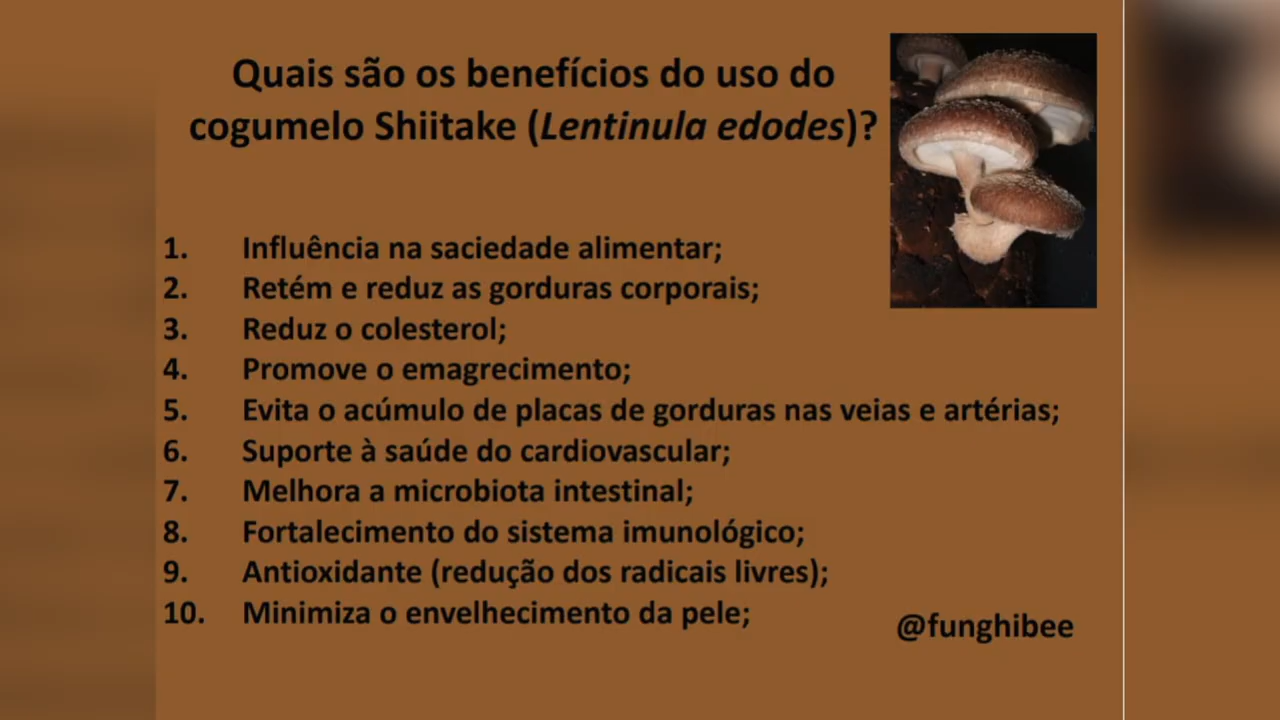 Quais são os benefícios do uso do
cogumelo Shiitake (Lentinula edodes)?
1. Influência na saciedade alimentar;
2. Retém e reduz as gorduras corporais;
3. Reduz o colesterol;
4. Promove o emagrecimento;
5. Evita o acúmulo de placas de gorduras nas veias e artérias;
6. Suporte à saúde do cardiovascular;
7. Melhora a microbiota intestinal;
8. Fortalecimento do sistema imunológico;
9. Antioxidante (redução dos radicais livres);
10. Minimiza o envelhecimento da pele;
@funghibee